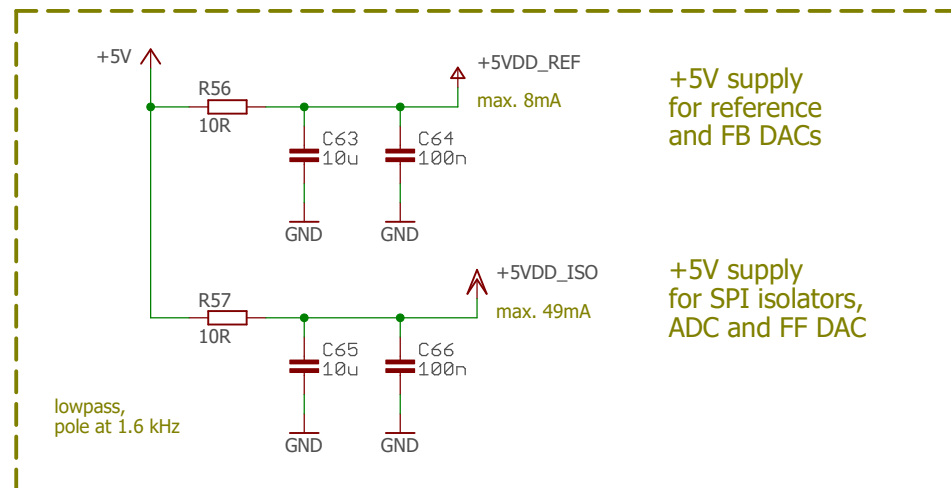 +5V
R56
10R
+5VDD_REF
max. 8mA
C63
10u
C64
100n
GND
GND
+5V supply
for reference
and FB DACs
R57
10R
+5VDD_ISO
max. 49mA
C65
10u
C66
100n
GND
GND
+5V supply
for SPI isolators,
ADC and FF DAC
lowpass,
pole at 1.6 kHz